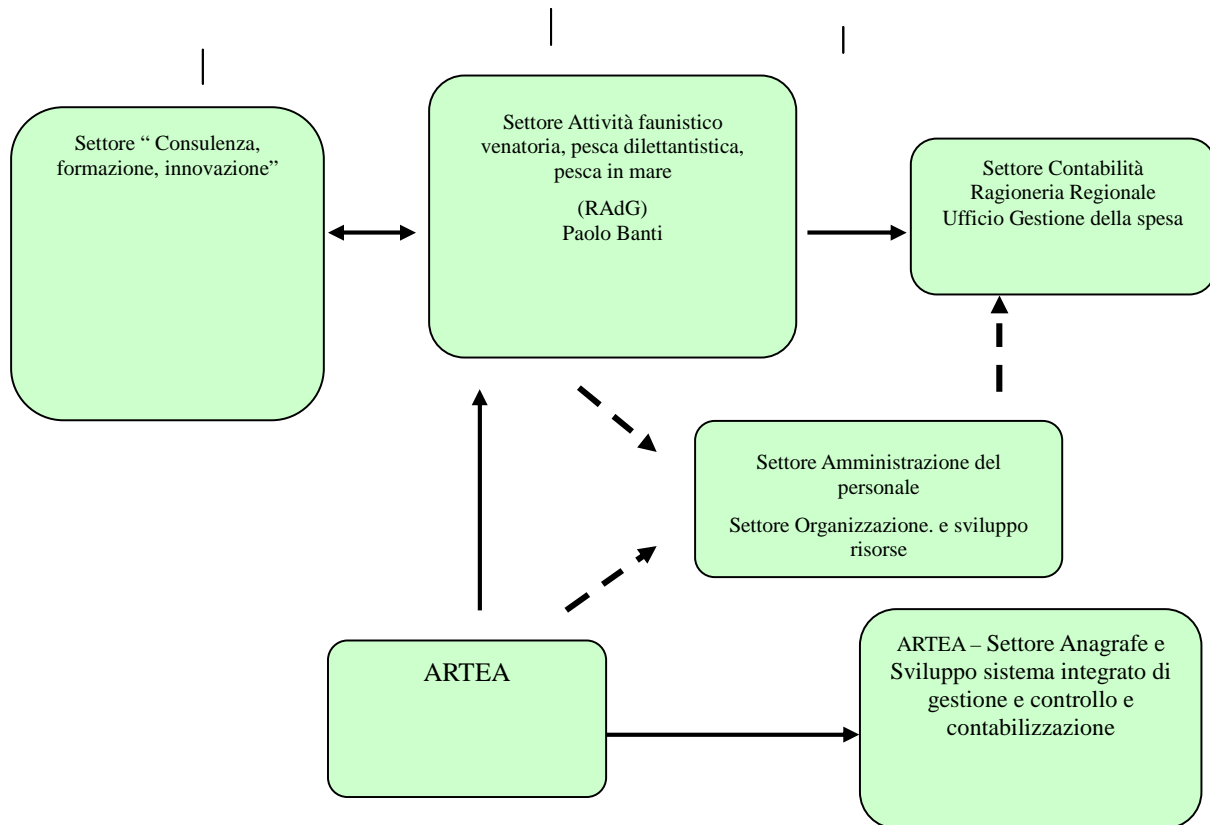 Settore “ Consulenza,
formazione, innovazione”
Settore Attività faunistico
venatoria, pesca dilettantistica,
pesca in mare
(RAdG)
Paolo Banti
Settore Contabilità
Ragioneria Regionale
Ufficio Gestione della spesa
Settore Amministrazione del
personale
Settore Organizzazione. e sviluppo
risorse
ARTEA
ARTEA – Settore Anagrafe e
Sviluppo sistema integrato di
gestione e controllo e
contabilizzazione